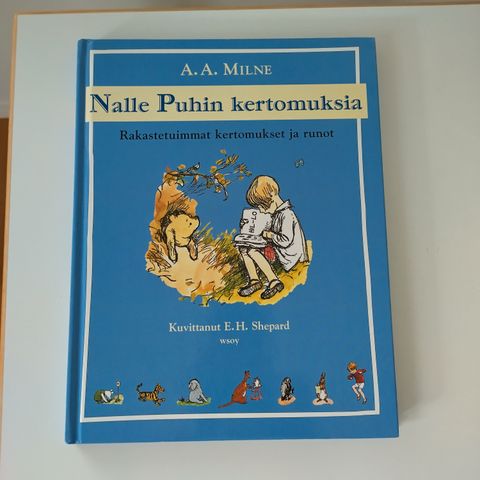 A. A. MILNE
Nalle Puhin kertomuksia
Rakastetuimmat kertomukset ja runot
Kuvittanut E. H. Shepard
WSOY